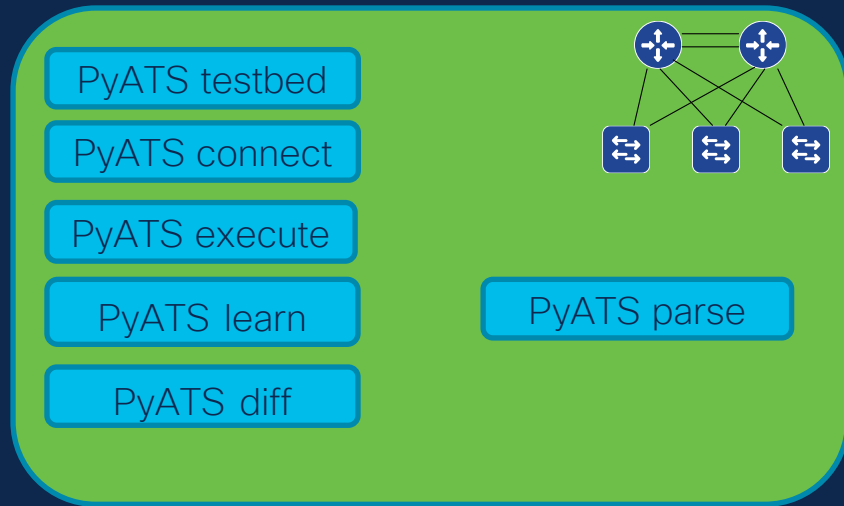 PyATS testbed
PyATS connect
PyATS execute
PyATS learn
PyATS parse
PyATS diff